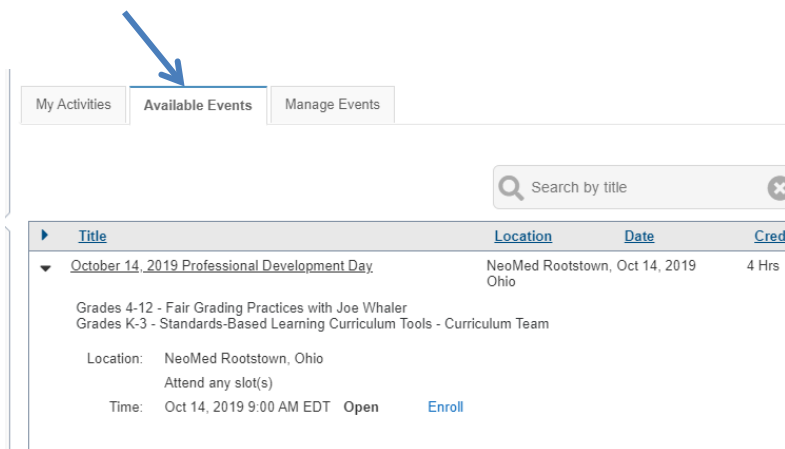 My Activities Available Events Manage Events
Search by title
Title Location Date Cred
October 14, 2019 Professional Development Day NeoMed Rootstown, Oct 14, 2019 4 Hrs
Ohio
Grades 4-12 - Fair Grading Practices with Joe Whaler
Grades K-3 - Standards-Based Learning Curriculum Tools - Curriculum Team
Location: NeoMed Rootstown, Ohio
Attend any slot(s)
Time: Oct 14, 2019 9:00 AM EDT Open Enroll